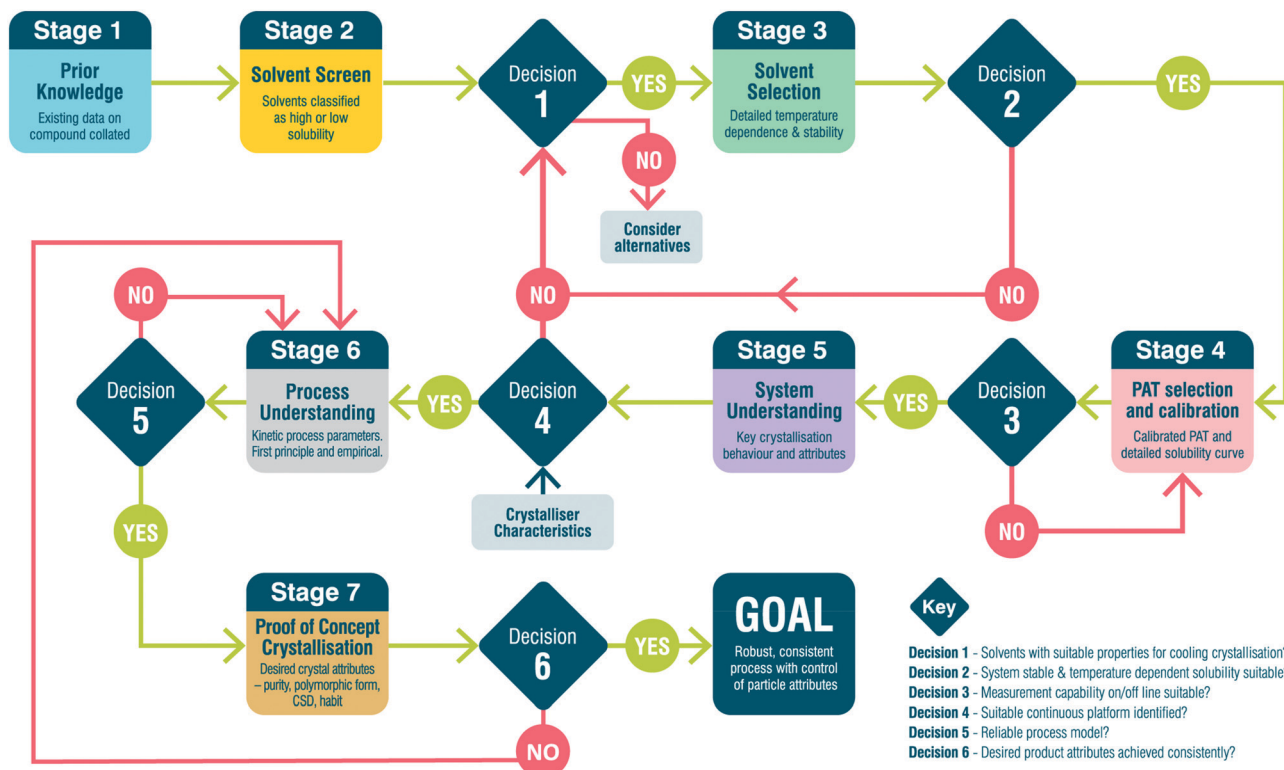 Stage 1
Prior
Knowledge
Existing data on
compound collated
Stage 2
Solvent Screen
Solvents classified
as high or low
solubility
Decision
1
YES
NO
Consider
alternatives
Stage 3
Solvent
Selection
Detailed temperature
dependence & stability
Decision
2
YES
NO
NO
NO
Decision
5
YES
Stage 6
Process
Understanding
Kinetic process parameters.
First principle and empirical.
YES
Decision
4
Crystalliser
Characteristics
Stage 5
System
Understanding
Key crystallisation
behaviour and attributes
YES
Decision
3
NO
Stage 4
PAT selection
and calibration
Calibrated PAT and
detailed solubility curve
Stage 7
Proof of Concept
Crystallisation
Desired crystal attributes
– purity, polymorphic form,
CSD, habit
Decision
6
YES
NO
GOAL
Robust, consistent
process with control
of particle attributes
Key
Decision 1 - Solvents with suitable properties for cooling crystallisation?
Decision 2 - System stable & temperature dependent solubility suitable?
Decision 3 - Measurement capability on/off line suitable?
Decision 4 - Suitable continuous platform identified?
Decision 5 - Reliable process model?
Decision 6 - Desired product attributes achieved consistently?